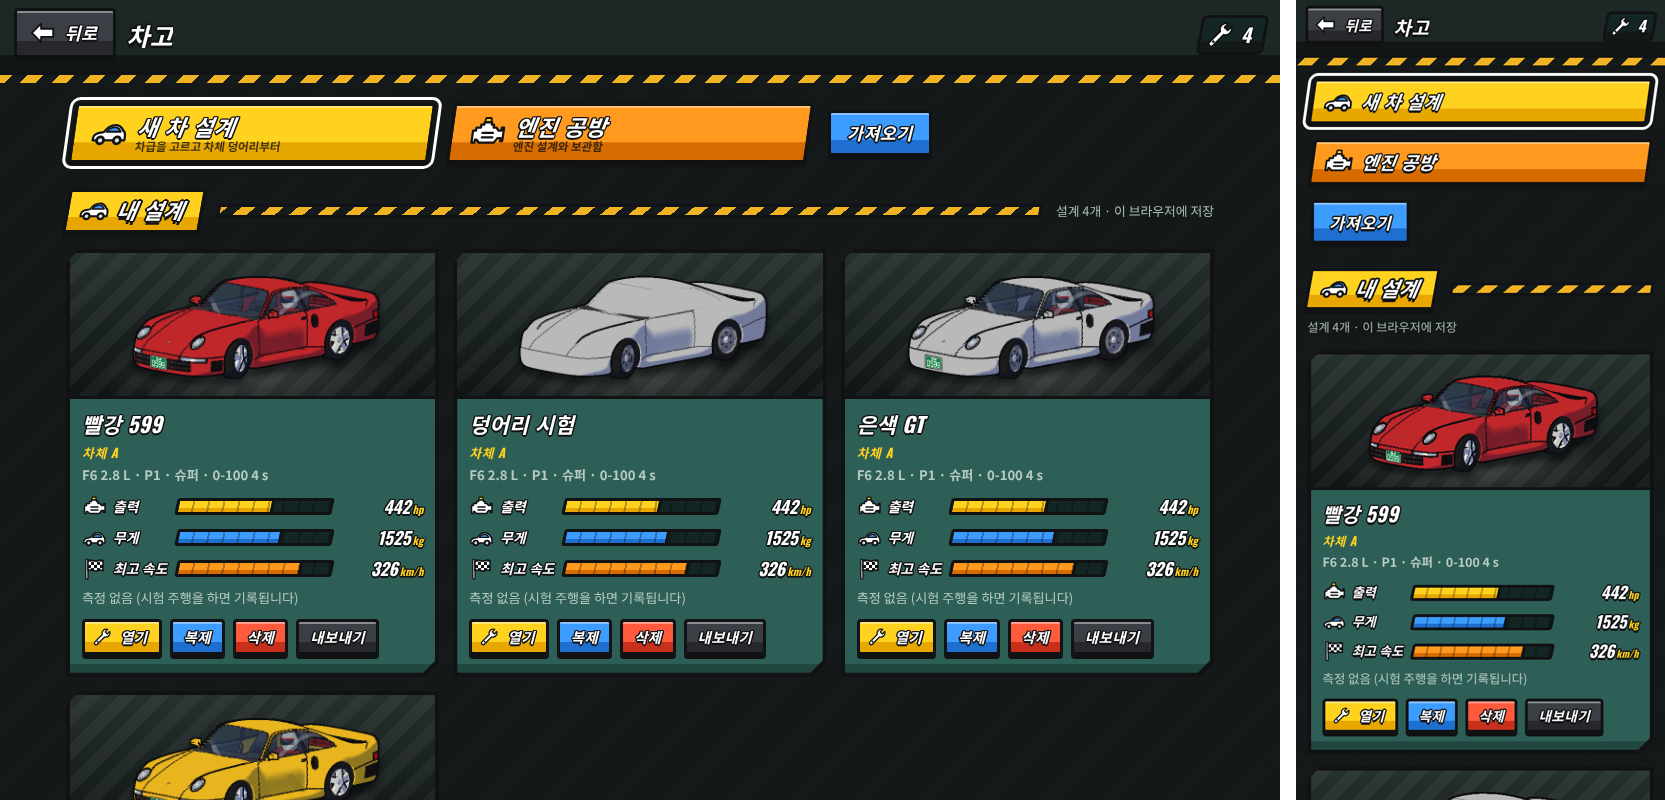 뒤로
차고
4
새 차 설계
차급을 고르고 차체 덩어리부터
엔진 공방
엔진 설계와 보관함
가져오기
내 설계
설계 4개 · 이 브라우저에 저장
빨강 599
차체 A
F6 2.8 L · P1 · 슈퍼 · 0-100 4 s
출력
442 hp
무게
1525 kg
최고 속도
326 km/h
측정 없음 (시험 주행을 하면 기록됩니다)
열기 복제 삭제 내보내기
덩어리 시험
차체 A
F6 2.8 L · P1 · 슈퍼 · 0-100 4 s
출력
442 hp
무게
1525 kg
최고 속도
326 km/h
측정 없음 (시험 주행을 하면 기록됩니다)
열기 복제 삭제 내보내기
은색 GT
차체 A
F6 2.8 L · P1 · 슈퍼 · 0-100 4 s
출력
442 hp
무게
1525 kg
최고 속도
326 km/h
측정 없음 (시험 주행을 하면 기록됩니다)
열기 복제 삭제 내보내기
뒤로
차고
4
새 차 설계
엔진 공방
가져오기
내 설계
설계 4개 · 이 브라우저에 저장
빨강 599
차체 A
F6 2.8 L · P1 · 슈퍼 · 0-100 4 s
출력
442 hp
무게
1525 kg
최고 속도
326 km/h
측정 없음 (시험 주행을 하면 기록됩니다)
열기 복제 삭제 내보내기